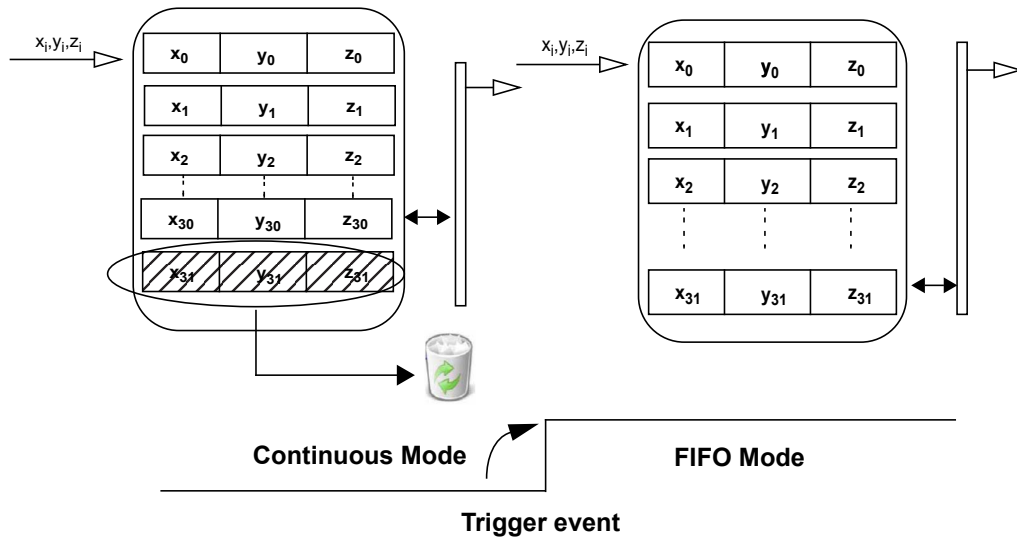 xᵢ,yᵢ,zᵢ
x₀ y₀ z₀
x₁ y₁ z₁
x₂ y₂ z₂
x₃₀ y₃₀ z₃₀
x₃₁ y₃₁ z₃₁
xᵢ,yᵢ,zᵢ
x₀ y₀ z₀
x₁ y₁ z₁
x₂ y₂ z₂
x₃₁ y₃₁ z₃₁
Continuous Mode
FIFO Mode
Trigger event